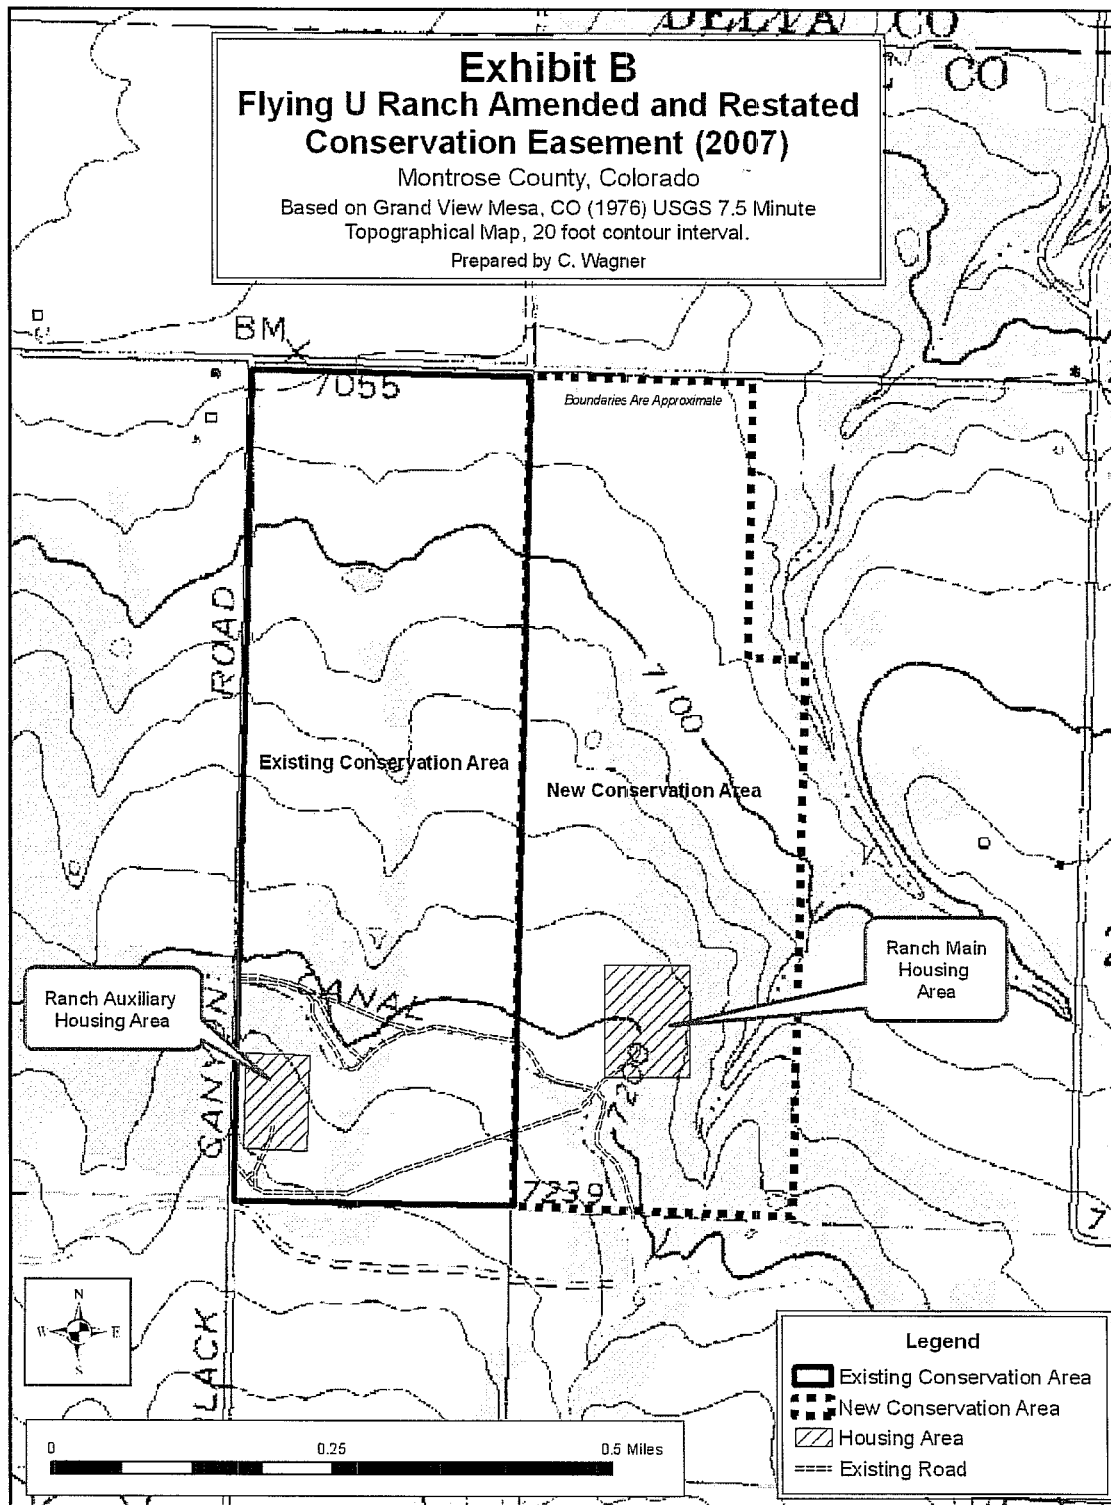 DELTA CO
CO
Exhibit B
Flying U Ranch Amended and Restated
Conservation Easement (2007)
Montrose County, Colorado
Based on Grand View Mesa, CO (1976) USGS 7.5 Minute
Topographical Map, 20 foot contour interval.
Prepared by C. Wagner
BM
7055
Boundaries Are Approximate
ROAD
7100
Existing Conservation Area
New Conservation Area
Ranch Main
Housing
Area
Ranch Auxiliary
Housing Area
CANAL
CANYON
7200
7239
7
N
W
E
S
BLACK
Legend
Existing Conservation Area
New Conservation Area
Housing Area
Existing Road
0
0.25
0.5 Miles